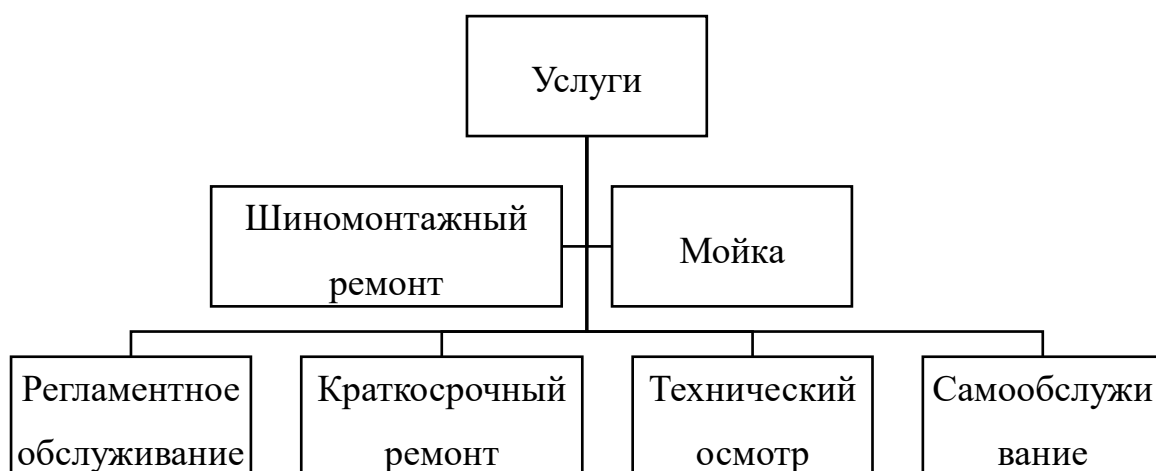 Услуги
Шиномонтажный
ремонт
Мойка
Регламентное
обслуживание
Краткосрочный
ремонт
Технический
осмотр
Самообслужи
вание